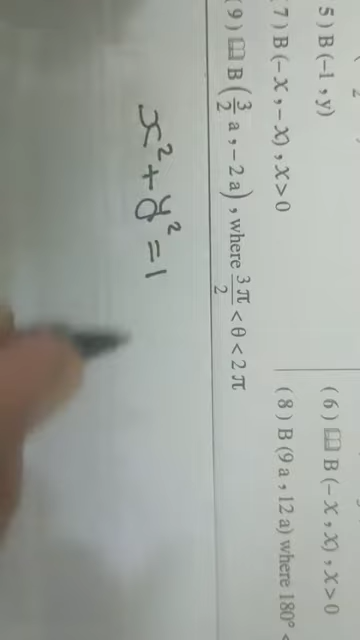 5) B (-1 , y)
(6) B (-x , x) , x > 0
7) B (-x , -x) , x > 0
(8) B (9 a , 12 a) where 180° <
(9) B (3/2 a , -2 a) , where 3π/2 < θ < 2π
x² + y² = 1